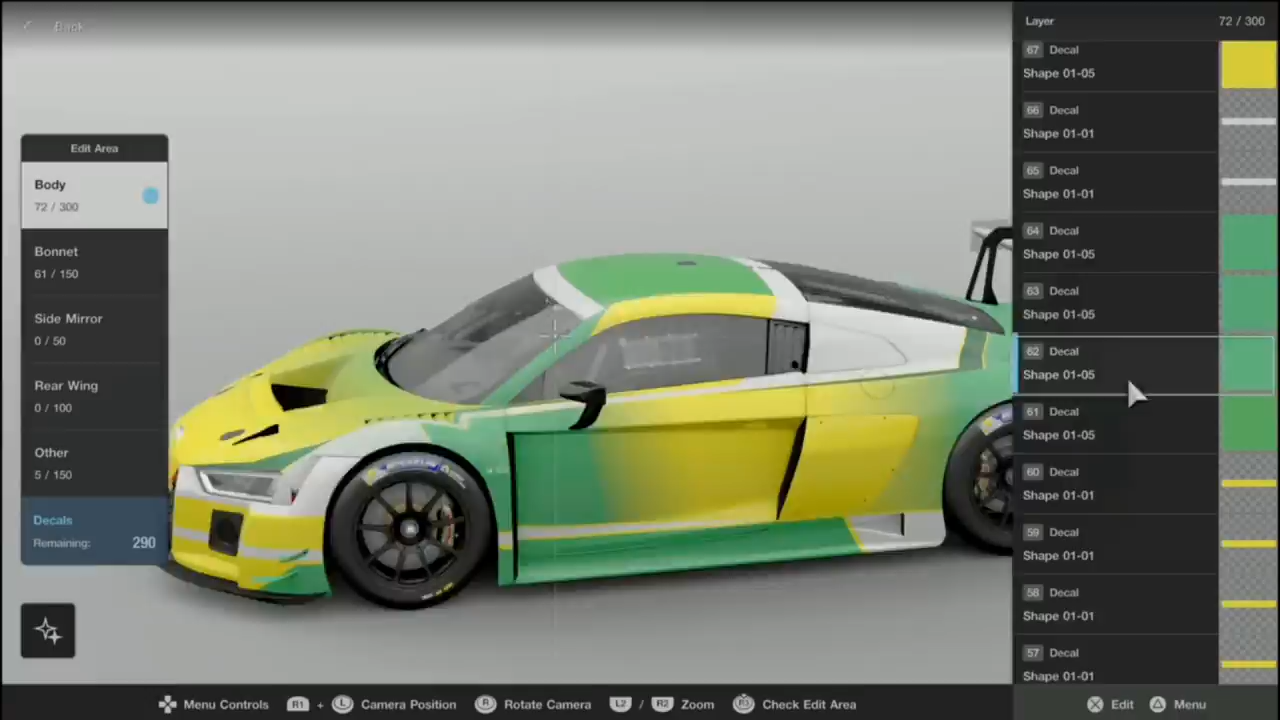 Back
Layer 72 / 300
Edit Area
Body
72 / 300
Bonnet
61 / 150
Side Mirror
0 / 50
Rear Wing
0 / 100
Other
5 / 150
Decals
Remaining: 290
67 Decal
Shape 01-05
66 Decal
Shape 01-01
65 Decal
Shape 01-01
64 Decal
Shape 01-05
63 Decal
Shape 01-05
62 Decal
Shape 01-05
61 Decal
Shape 01-05
60 Decal
Shape 01-01
59 Decal
Shape 01-01
58 Decal
Shape 01-01
57 Decal
Shape 01-01
Menu Controls R1 + L Camera Position R Rotate Camera L2 / R2 Zoom R3 Check Edit Area
Edit Menu